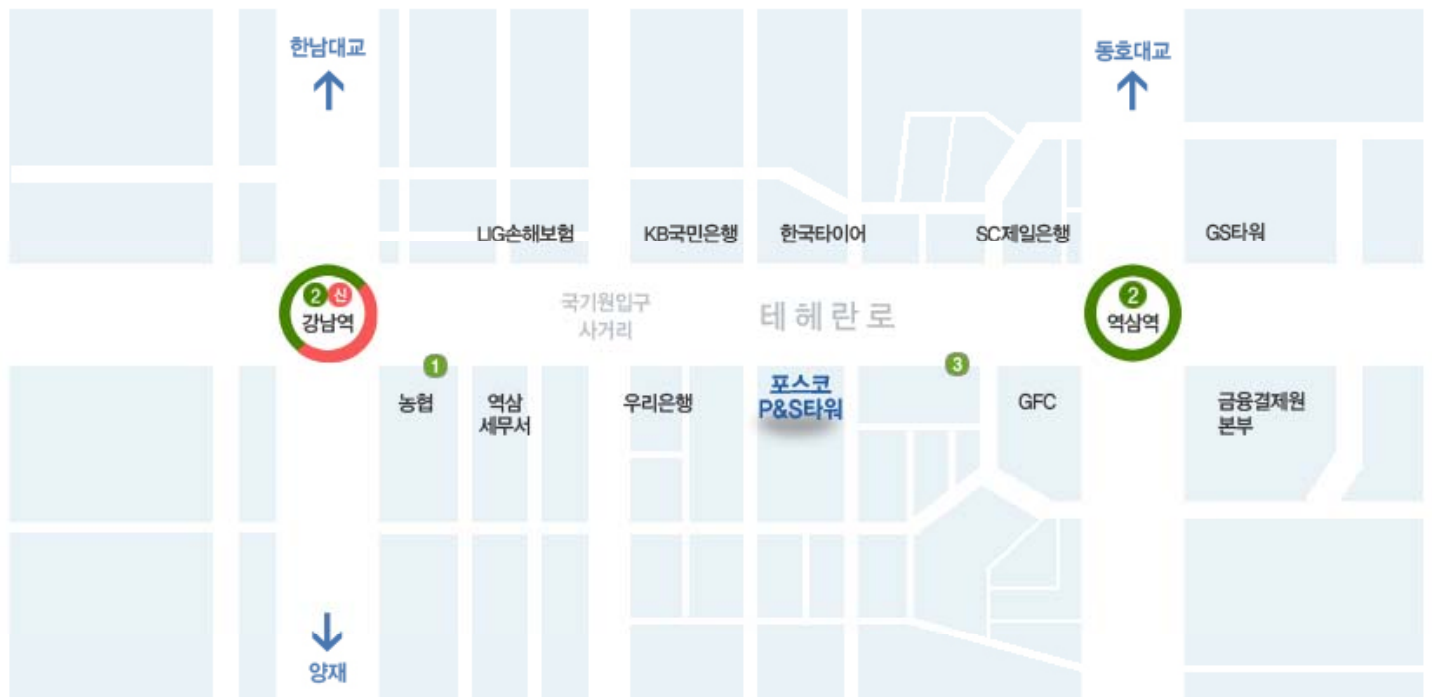 한남대교
동호대교
LIG손해보험
KB국민은행
한국타이어
SC제일은행
GS타워
2 신
강남역
국기원입구
사거리
테헤란로
2
역삼역
1
3
농협
역삼
세무서
우리은행
포스코
P&S타워
GFC
금융결제원
본부
양재